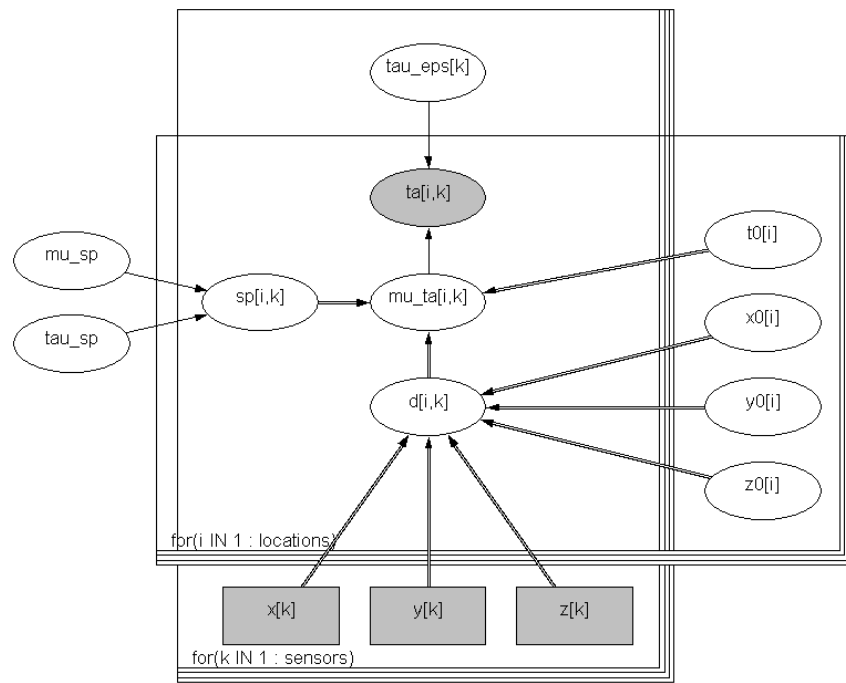 tau_eps[k]
ta[i,k]
mu_sp
sp[i,k]
mu_ta[i,k]
t0[i]
tau_sp
x0[i]
d[i,k]
y0[i]
z0[i]
for(i IN 1 : locations)
x[k]
y[k]
z[k]
for(k IN 1 : sensors)